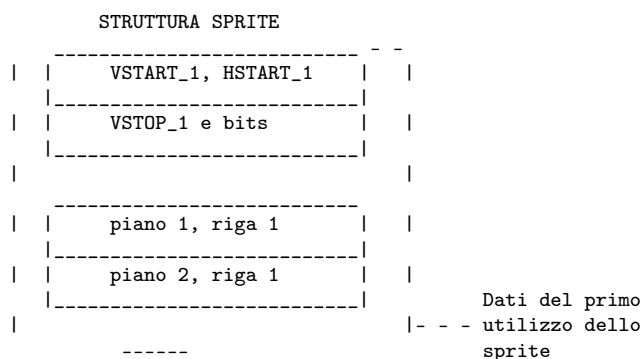 STRUTTURA SPRITE
VSTART_1, HSTART_1
VSTOP_1 e bits
piano 1, riga 1
piano 2, riga 1
Dati del primo
utilizzo dello
sprite